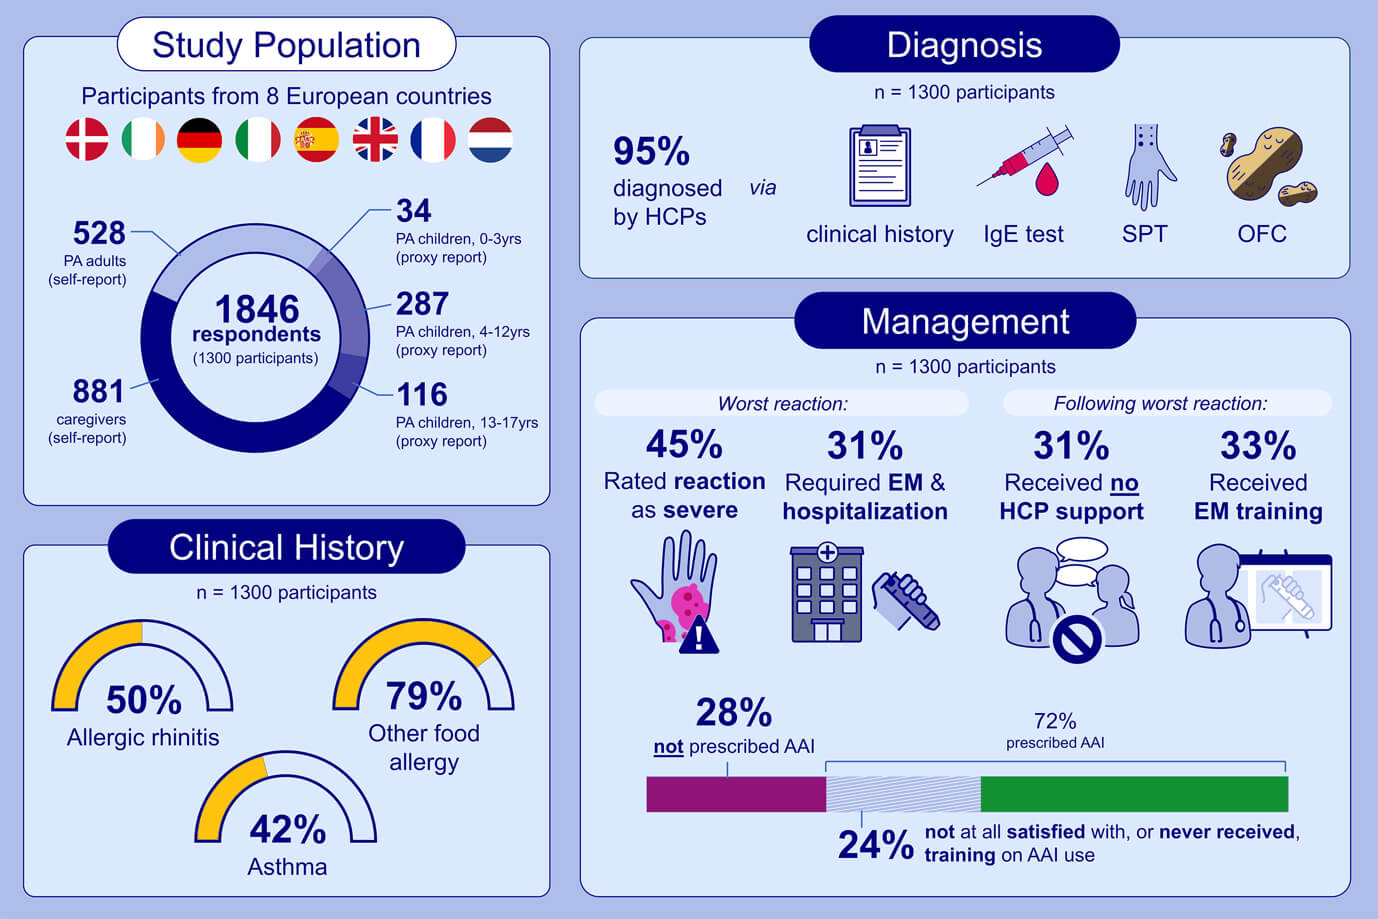 Study Population
Participants from 8 European countries
528
PA adults
(self-report)
34
PA children, 0-3yrs
(proxy report)
287
PA children, 4-12yrs
(proxy report)
116
PA children, 13-17yrs
(proxy report)
881
caregivers
(self-report)
1846
respondents
(1300 participants)
Clinical History
n = 1300 participants
50%
Allergic rhinitis
79%
Other food
allergy
42%
Asthma
Diagnosis
n = 1300 participants
95%
diagnosed
by HCPs
via
clinical history
IgE test
SPT
OFC
Management
n = 1300 participants
Worst reaction:
45%
Rated reaction
as severe
31%
Required EM &
hospitalization
Following worst reaction:
31%
Received no
HCP support
33%
Received
EM training
28%
not prescribed AAI
72%
prescribed AAI
24%
not at all satisfied with, or never received,
training on AAI use